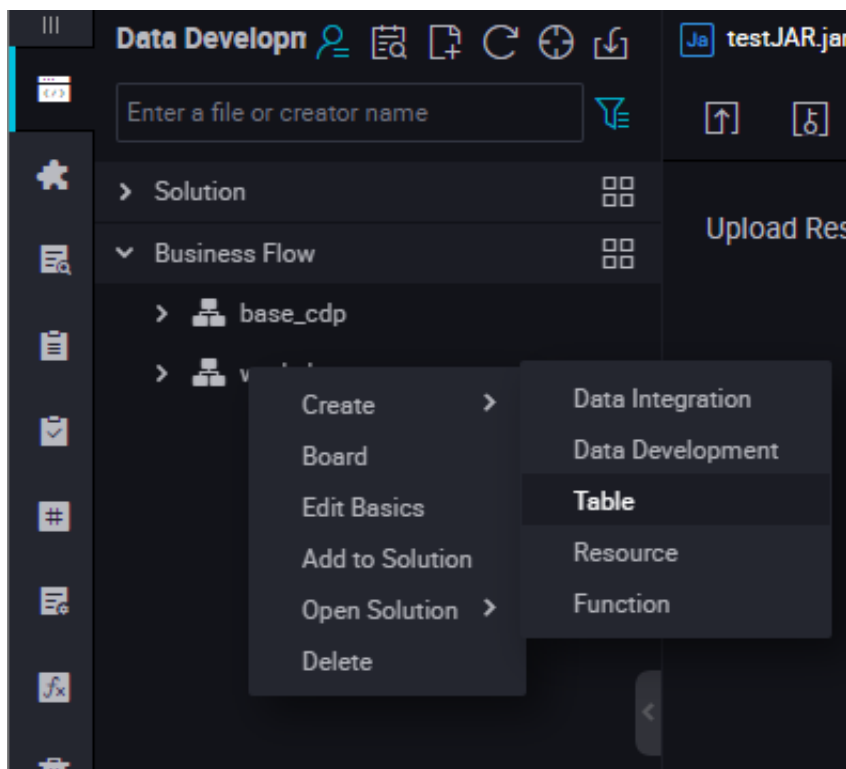 Data Developn
Ja testJAR.jar
Enter a file or creator name
Solution
Upload Res
Business Flow
base_cdp
Create
Board
Edit Basics
Add to Solution
Open Solution
Delete
Data Integration
Data Development
Table
Resource
Function